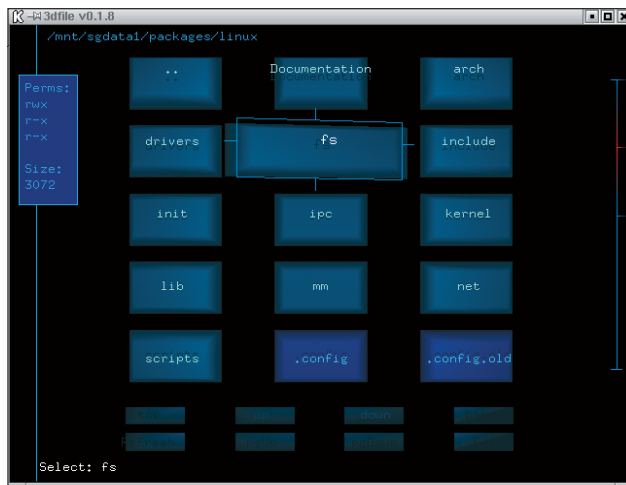 3dfile v0.1.8
/mnt/sgdata1/packages/linux
Perms:
rwx
r-x
r-x
Size:
3072
.. Documentation arch
drivers fs include
init ipc kernel
lib mm net
scripts .config .config.old
down
Select: fs